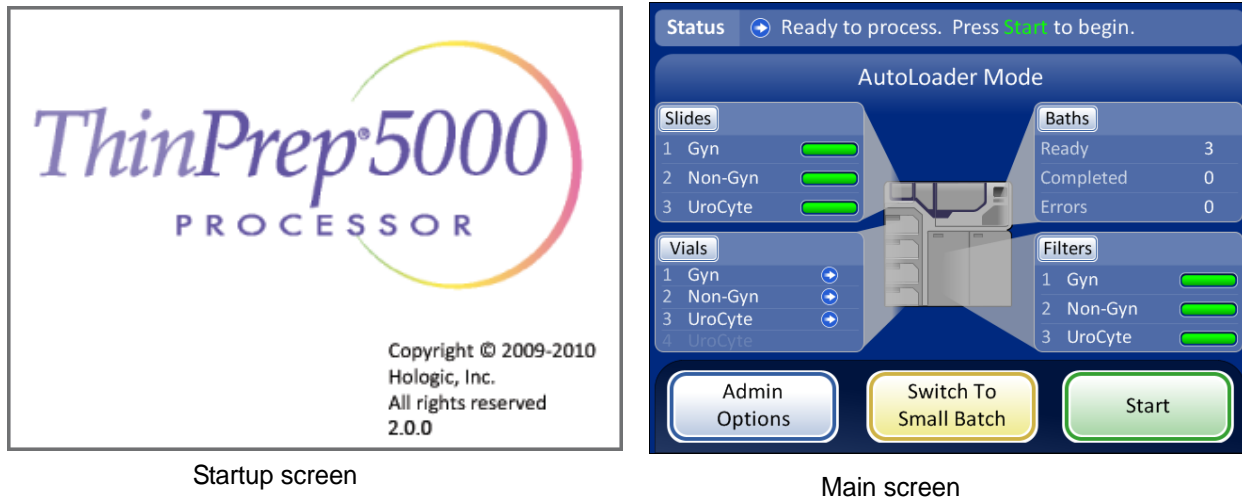 ThinPrep®5000
PROCESSOR
Copyright © 2009-2010
Hologic, Inc.
All rights reserved
2.0.0
Startup screen
Status Ready to process. Press Start to begin.
AutoLoader Mode
Slides
1 Gyn
2 Non-Gyn
3 UroCyte
Baths
Ready 3
Completed 0
Errors 0
Vials
1 Gyn
2 Non-Gyn
3 UroCyte
4 UroCyte
Filters
1 Gyn
2 Non-Gyn
3 UroCyte
Admin
Options
Switch To
Small Batch
Start
Main screen